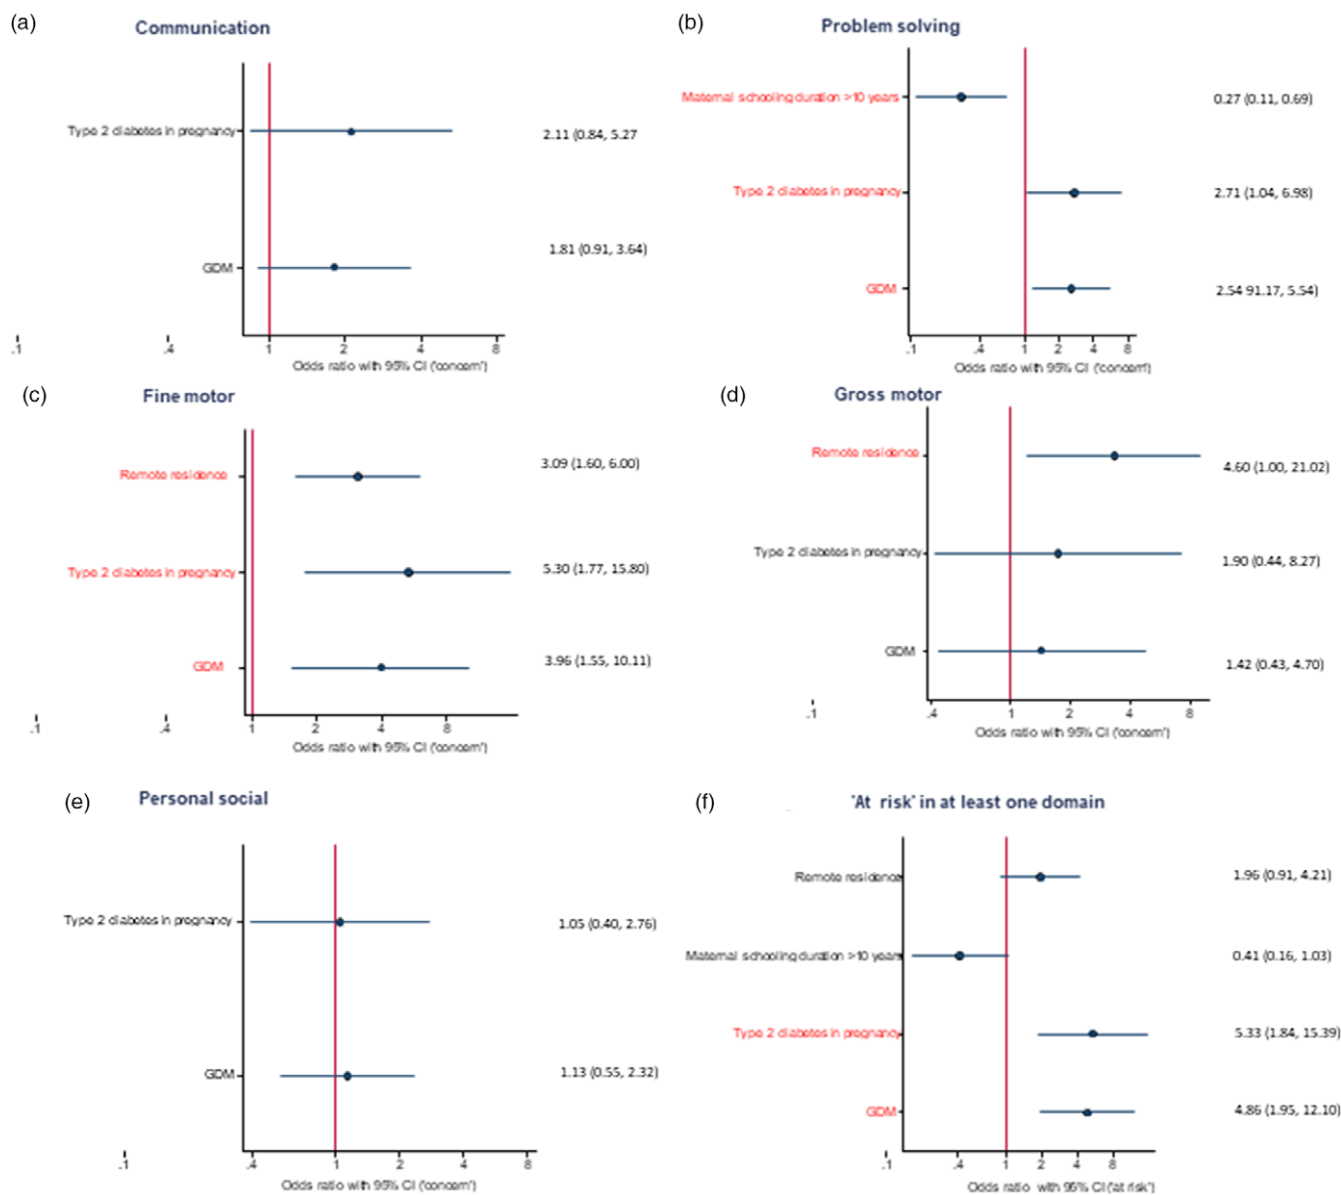 (a)
Communication
Type 2 diabetes in pregnancy
2.11 (0.84, 5.27
GDM
1.81 (0.91, 3.64)
.1 .4 1 2 4 8
Odds ratio with 95% CI ('concern')
(b)
Problem solving
Maternal schooling duration >10 years
0.27 (0.11, 0.69)
Type 2 diabetes in pregnancy
2.71 (1.04, 6.98)
GDM
2.54 91.17, 5.54)
.1 .4 1 2 4 8
Odds ratio with 95% CI ('concern')
(c)
Fine motor
Remote residence
3.09 (1.60, 6.00)
Type 2 diabetes in pregnancy
5.30 (1.77, 15.80)
GDM
3.96 (1.55, 10.11)
.1 .4 1 2 4 8
Odds ratio with 95% CI ('concern')
(d)
Gross motor
Remote residence
4.60 (1.00, 21.02)
Type 2 diabetes in pregnancy
1.90 (0.44, 8.27)
GDM
1.42 (0.43, 4.70)
.1 .4 1 2 4 8
Odds ratio with 95% CI ('concern')
(e)
Personal social
Type 2 diabetes in pregnancy
1.05 (0.40, 2.76)
GDM
1.13 (0.55, 2.32)
.1 .4 1 2 4 8
Odds ratio with 95% CI ('concern')
(f)
'At risk' in at least one domain
Remote residence
1.96 (0.91, 4.21)
Maternal schooling duration >10 years
0.41 (0.16, 1.03)
Type 2 diabetes in pregnancy
5.33 (1.84, 15.39)
GDM
4.86 (1.95, 12.10)
.1 .4 1 2 4 8
Odds ratio with 95% CI ('at risk')